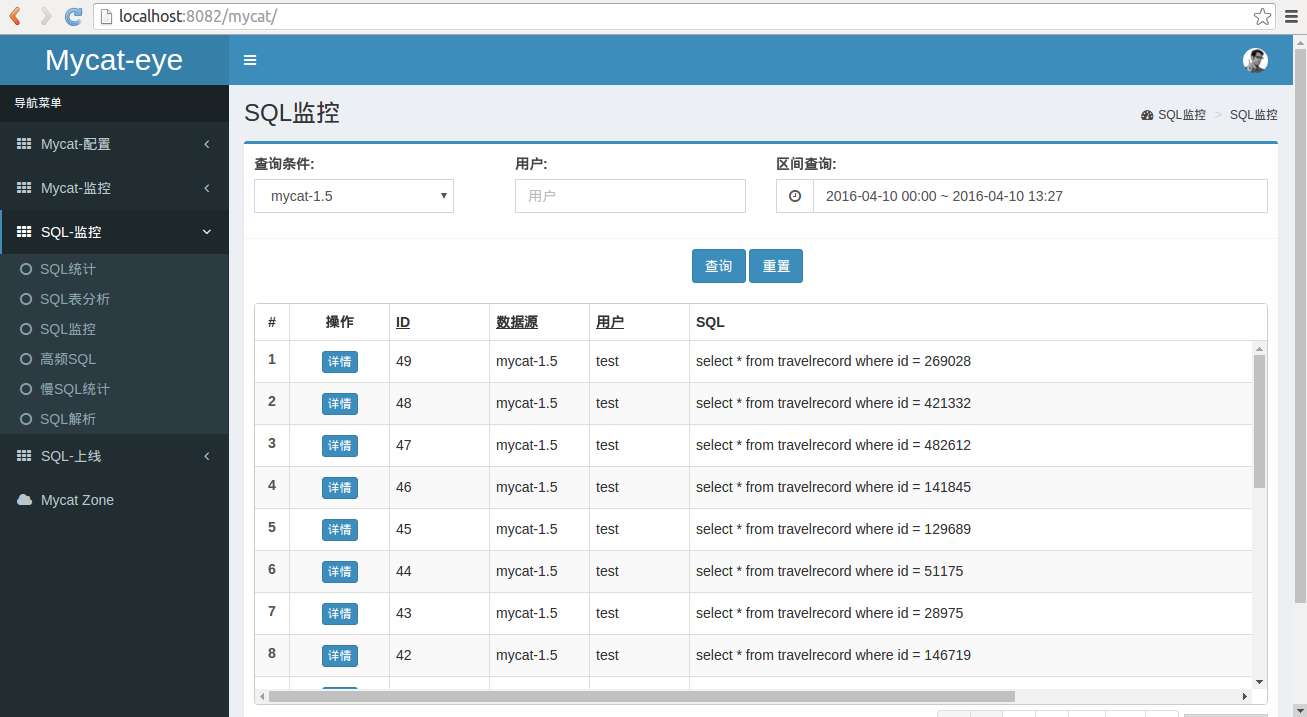 localhost:8082/mycat/
Mycat-eye
导航菜单
Mycat-配置
Mycat-监控
SQL-监控
SQL统计
SQL表分析
SQL监控
高频SQL
慢SQL统计
SQL解析
SQL-上线
Mycat Zone
SQL监控
SQL监控 > SQL监控
查询条件: 用户: 区间查询:
mycat-1.5 用户 2016-04-10 00:00 ~ 2016-04-10 13:27
查询 重置
# 操作 ID 数据源 用户 SQL
1 详情 49 mycat-1.5 test select * from travelrecord where id = 269028
2 详情 48 mycat-1.5 test select * from travelrecord where id = 421332
3 详情 47 mycat-1.5 test select * from travelrecord where id = 482612
4 详情 46 mycat-1.5 test select * from travelrecord where id = 141845
5 详情 45 mycat-1.5 test select * from travelrecord where id = 129689
6 详情 44 mycat-1.5 test select * from travelrecord where id = 51175
7 详情 43 mycat-1.5 test select * from travelrecord where id = 28975
8 详情 42 mycat-1.5 test select * from travelrecord where id = 146719